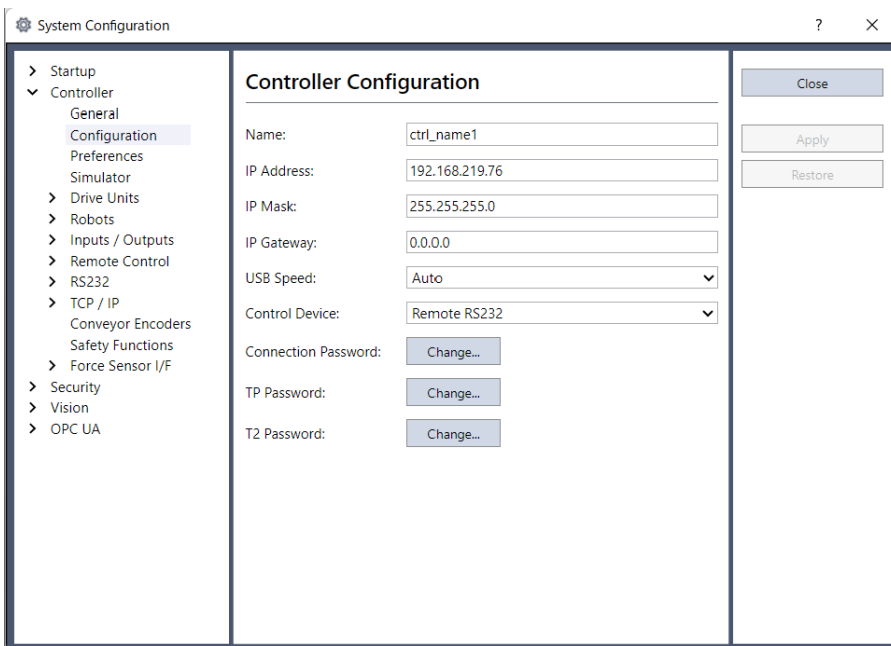 System Configuration
?
Startup
Controller
General
Configuration
Preferences
Simulator
Drive Units
Robots
Inputs / Outputs
Remote Control
RS232
TCP / IP
Conveyor Encoders
Safety Functions
Force Sensor I/F
Security
Vision
OPC UA
Controller Configuration
Name: ctrl_name1
IP Address: 192.168.219.76
IP Mask: 255.255.255.0
IP Gateway: 0.0.0.0
USB Speed: Auto
Control Device: Remote RS232
Connection Password: Change...
TP Password: Change...
T2 Password: Change...
Close
Apply
Restore